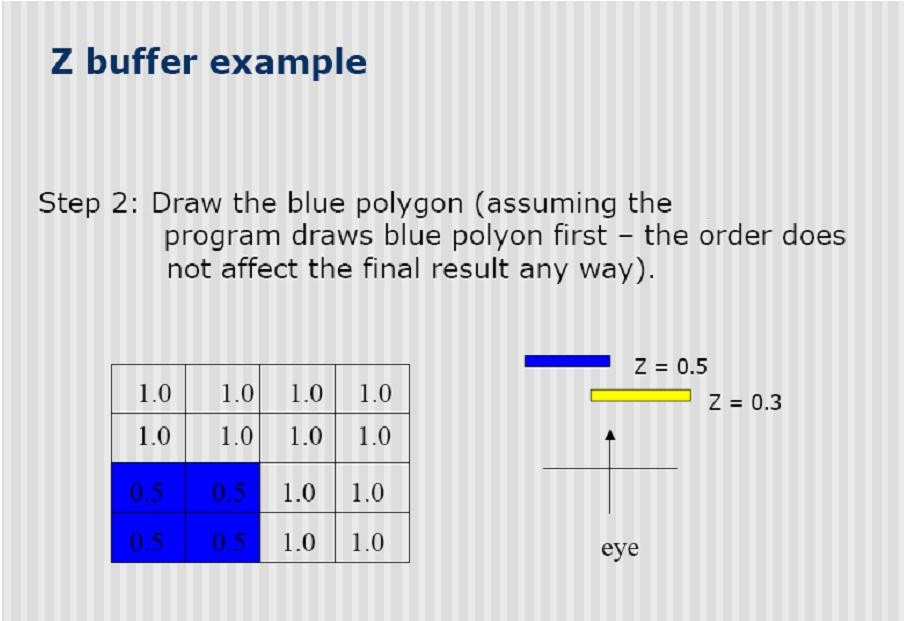 Z buffer example
Step 2: Draw the blue polygon (assuming the
program draws blue polyon first – the order does
not affect the final result any way).
1.0 1.0 1.0 1.0
1.0 1.0 1.0 1.0
0.5 0.5 1.0 1.0
0.5 0.5 1.0 1.0
Z = 0.5
Z = 0.3
eye